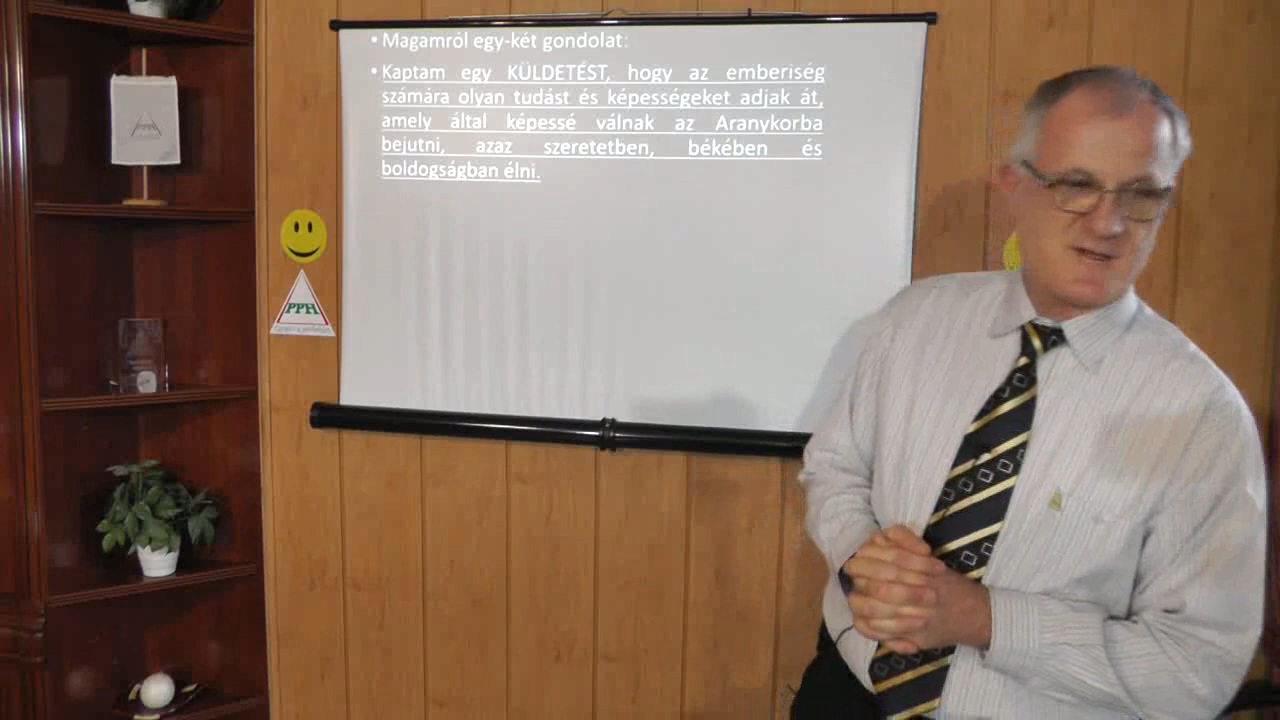 • Magamról egy-két gondolat:
• Kaptam egy KÜLDETÉST, hogy az emberiség
számára olyan tudást és képességeket adjak át,
amely által képessé válnak az Aranykorba
bejutni, azaz szeretetben, békében és
boldogságban élni.
PPH